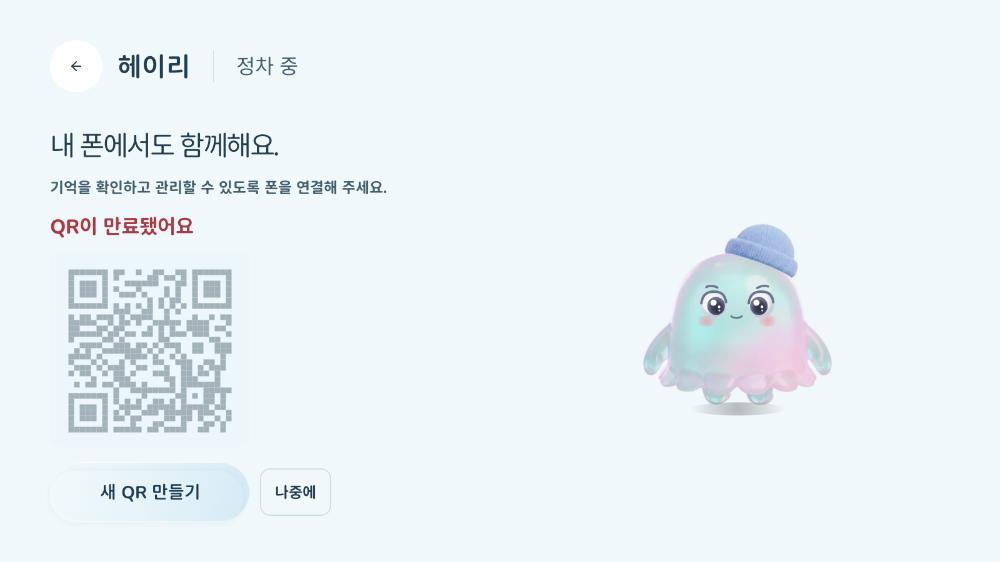 헤이리
정차 중
내 폰에서도 함께해요.
기억을 확인하고 관리할 수 있도록 폰을 연결해 주세요.
QR이 만료됐어요
새 QR 만들기
나중에